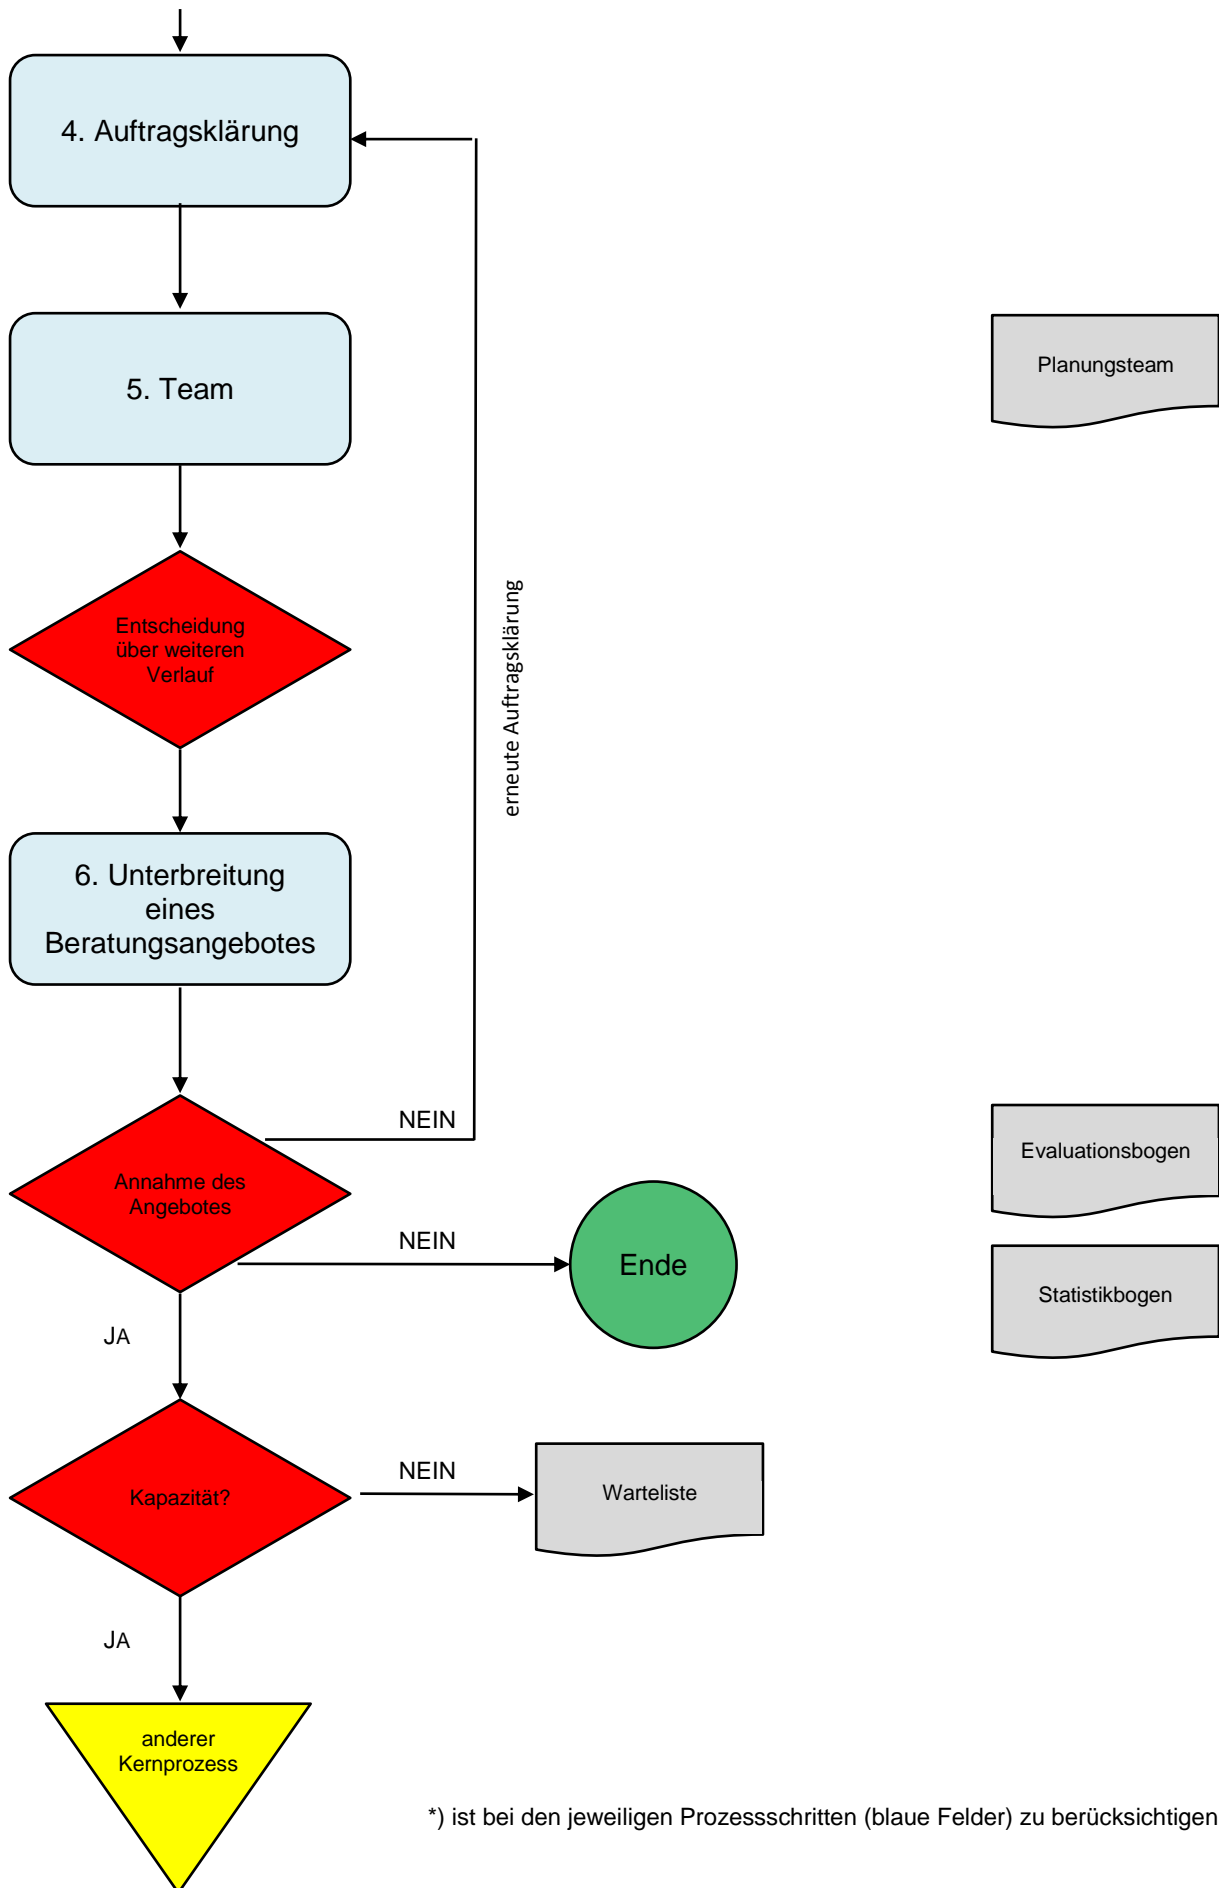 4. Auftragsklärung
5. Team
Planungsteam
Entscheidung
über weiteren
Verlauf
erneute Auftragsklärung
6. Unterbreitung
eines
Beratungsangebotes
NEIN
Annahme des
Angebotes
Evaluationsbogen
NEIN
Ende
Statistikbogen
JA
Kapazität?
NEIN
Warteliste
JA
anderer
Kernprozess
*) ist bei den jeweiligen Prozessschritten (blaue Felder) zu berücksichtigen